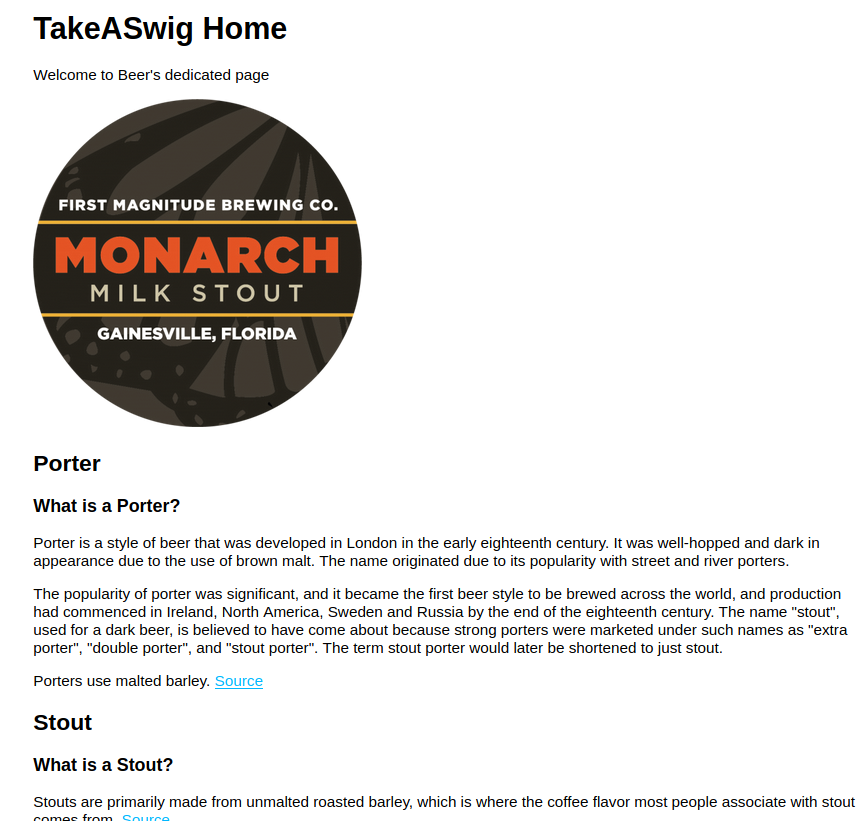 TakeASwig Home
Welcome to Beer's dedicated page
FIRST MAGNITUDE BREWING CO.
MONARCH
MILK STOUT
GAINESVILLE, FLORIDA
Porter
What is a Porter?
Porter is a style of beer that was developed in London in the early eighteenth century. It was well-hopped and dark in
appearance due to the use of brown malt. The name originated due to its popularity with street and river porters.
The popularity of porter was significant, and it became the first beer style to be brewed across the world, and production
had commenced in Ireland, North America, Sweden and Russia by the end of the eighteenth century. The name "stout",
used for a dark beer, is believed to have come about because strong porters were marketed under such names as "extra
porter", "double porter", and "stout porter". The term stout porter would later be shortened to just stout.
Porters use malted barley. Source
Stout
What is a Stout?
Stouts are primarily made from unmalted roasted barley, which is where the coffee flavor most people associate with stout
comes from. Source